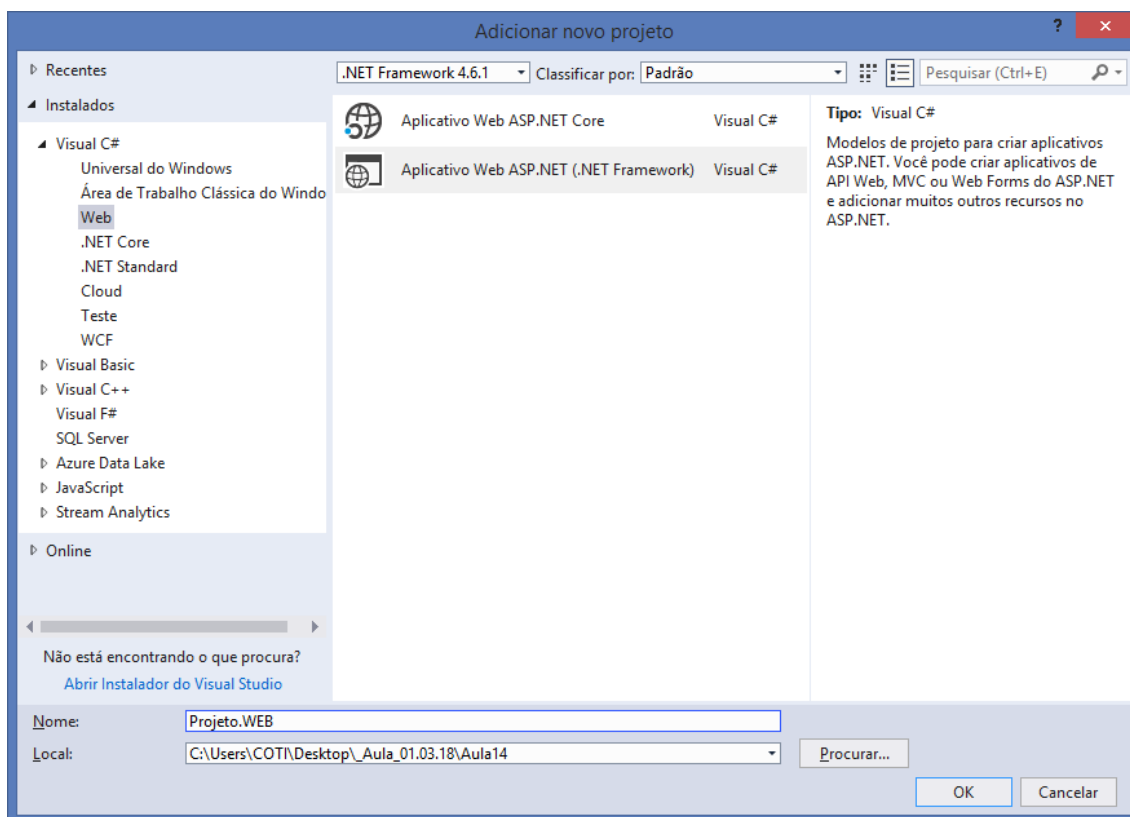 Adicionar novo projeto
?
Recentes
.NET Framework 4.6.1 Classificar por: Padrão Pesquisar (Ctrl+E)
Instalados
Visual C#
Universal do Windows
Área de Trabalho Clássica do Windo
Web
.NET Core
.NET Standard
Cloud
Teste
WCF
Visual Basic
Visual C++
Visual F#
SQL Server
Azure Data Lake
JavaScript
Stream Analytics
Online
Não está encontrando o que procura?
Abrir Instalador do Visual Studio
Aplicativo Web ASP.NET Core Visual C#
Aplicativo Web ASP.NET (.NET Framework) Visual C#
Tipo: Visual C#
Modelos de projeto para criar aplicativos
ASP.NET. Você pode criar aplicativos de
API Web, MVC ou Web Forms do ASP.NET
e adicionar muitos outros recursos no
ASP.NET.
Nome: Projeto.WEB
Local: C:\Users\COTI\Desktop\_Aula_01.03.18\Aula14 Procurar...
OK Cancelar